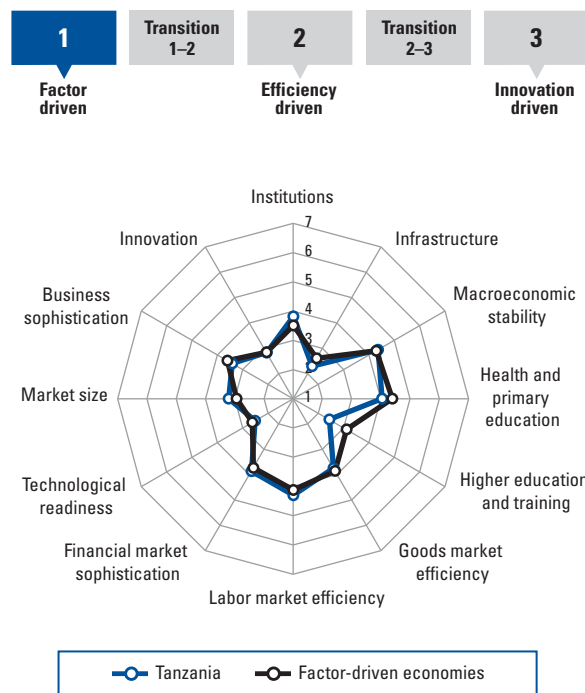 1
Transition
1–2
2
Transition
2–3
3
Factor
driven
Efficiency
driven
Innovation
driven
Institutions
7
Innovation
6
Infrastructure
5
Business
sophistication
4
Macroeconomic
stability
3
2
Market size
1
Health and
primary
education
Technological
readiness
Higher education
and training
Financial market
sophistication
Goods market
efficiency
Labor market efficiency
Tanzania
Factor-driven economies